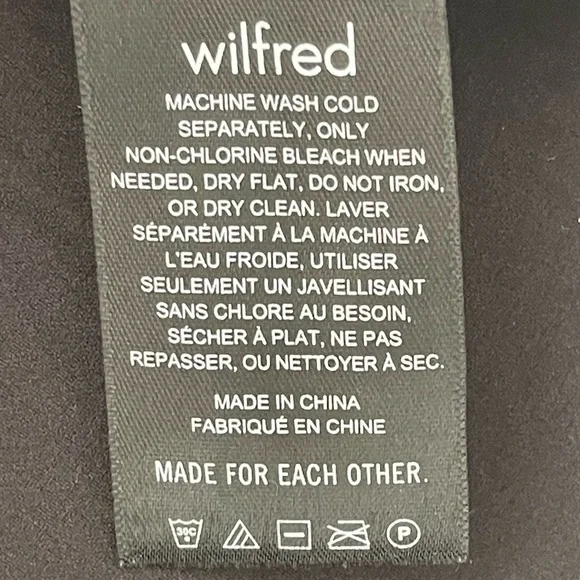 wilfred
MACHINE WASH COLD
SEPARATELY, ONLY
NON-CHLORINE BLEACH WHEN
NEEDED, DRY FLAT, DO NOT IRON,
OR DRY CLEAN. LAVER
SÉPARÉMENT À LA MACHINE À
L'EAU FROIDE, UTILISER
SEULEMENT UN JAVELLISANT
SANS CHLORE AU BESOIN,
SÉCHER À PLAT, NE PAS
REPASSER, OU NETTOYER À SEC.
MADE IN CHINA
FABRIQUÉ EN CHINE
MADE FOR EACH OTHER.
30C P